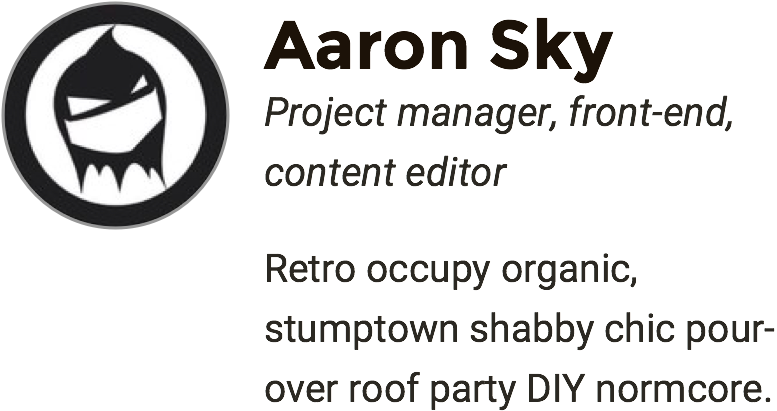 Aaron Sky
Project manager, front-end,
content editor
Retro occupy organic,
stumptown shabby chic pour-
over roof party DIY normcore.